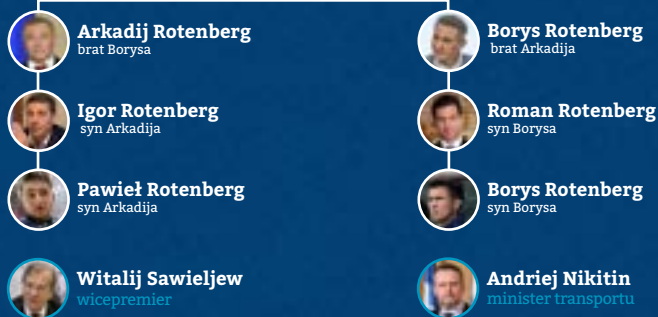 Arkadij Rotenberg
brat Borysa
Igor Rotenberg
syn Arkadija
Pawieł Rotenberg
syn Arkadija
Witalij Sawieljew
wicepremier
Borys Rotenberg
brat Arkadija
Roman Rotenberg
syn Borysa
Borys Rotenberg
syn Borysa
Andriej Nikitin
minister transportu